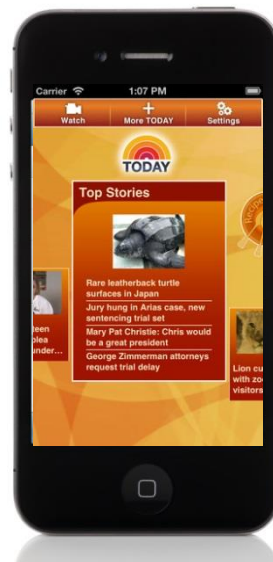 Carrier 1:07 PM
Watch More TODAY Settings
TODAY
Top Stories
Rare leatherback turtle
surfaces in Japan
Jury hung in Arias case, new
sentencing trial set
Mary Pat Christie: Chris would
be a great president
George Zimmerman attorneys
request trial delay
teen
plea
under...
Lion cu
with zo
visitors